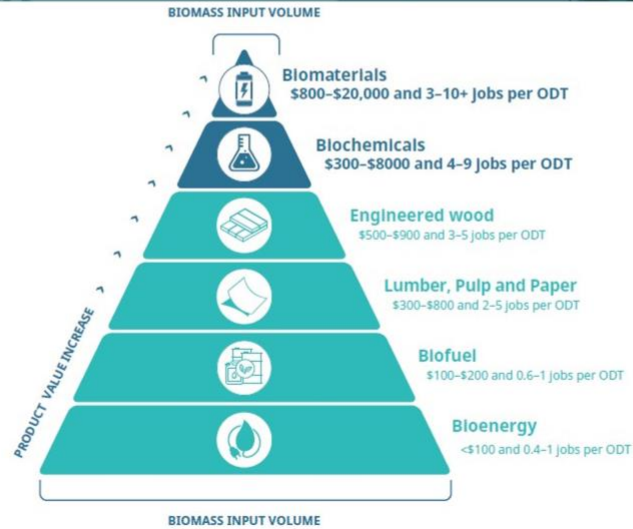 BIOMASS INPUT VOLUME
Biomaterials
$800–$20,000 and 3–10+ jobs per ODT
Biochemicals
$300–$8000 and 4–9 jobs per ODT
Engineered wood
$500–$900 and 3–5 jobs per ODT
Lumber, Pulp and Paper
$300–$800 and 2–5 jobs per ODT
Biofuel
$100–$200 and 0.6–1 jobs per ODT
Bioenergy
<$100 and 0.4–1 jobs per ODT
PRODUCT VALUE INCREASE
BIOMASS INPUT VOLUME